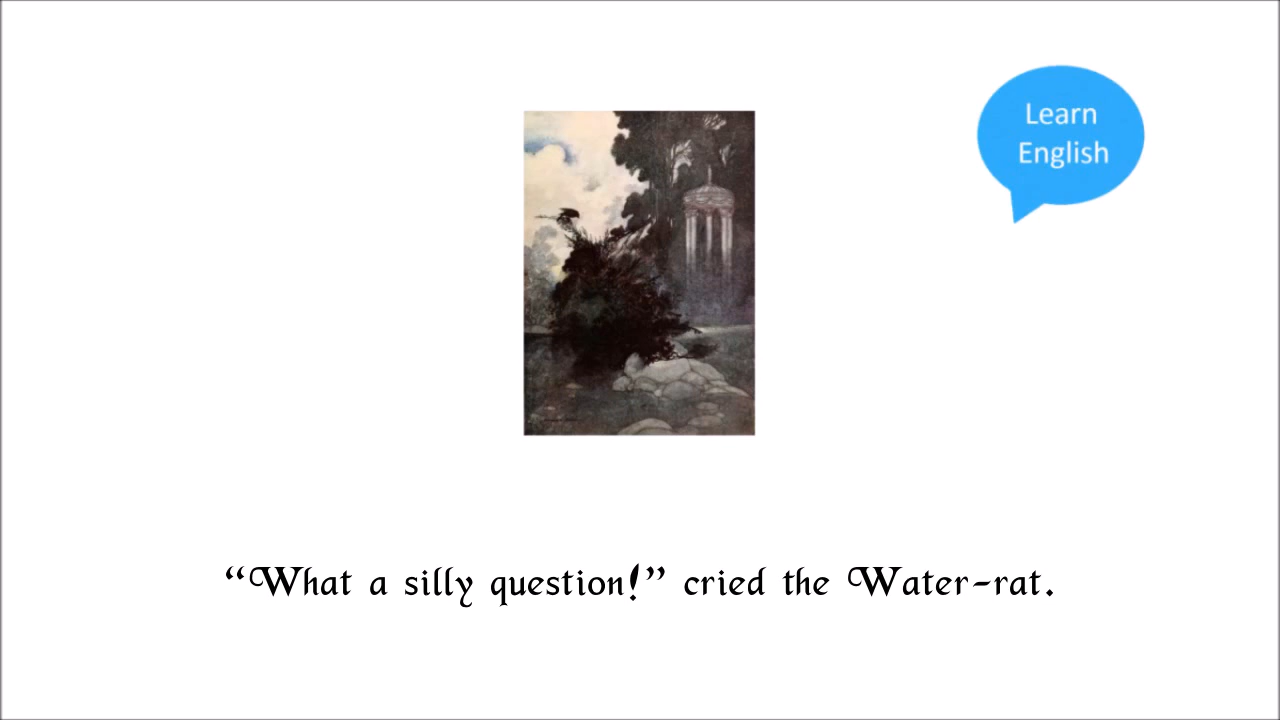 Learn
English
“What a silly question!” cried the Water-rat.